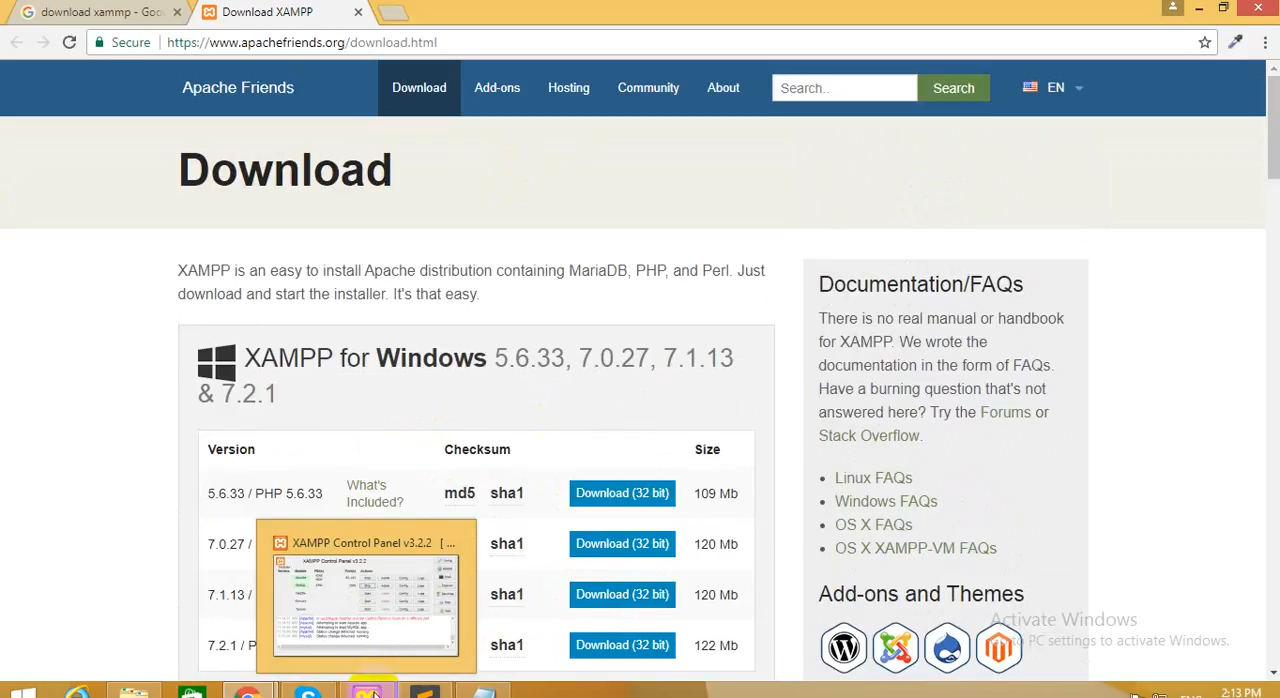 download xammp - Goo
Download XAMPP
Secure
https://www.apachefriends.org/download.html
Apache Friends
Download
Add-ons
Hosting
Community
About
Search..
Search
EN
Download
XAMPP is an easy to install Apache distribution containing MariaDB, PHP, and Perl. Just
download and start the installer. It's that easy.
XAMPP for Windows 5.6.33, 7.0.27, 7.1.13
& 7.2.1
Version
Checksum
Size
5.6.33 / PHP 5.6.33
What's
Included?
md5
sha1
Download (32 bit)
109 Mb
7.0.27 /
sha1
Download (32 bit)
120 Mb
7.1.13 /
sha1
Download (32 bit)
120 Mb
7.2.1 / P
sha1
Download (32 bit)
122 Mb
XAMPP Control Panel v3.2.2 [ ...
XAMPP Control Panel v3.2.2
Documentation/FAQs
There is no real manual or handbook
for XAMPP. We wrote the
documentation in the form of FAQs.
Have a burning question that's not
answered here? Try the Forums or
Stack Overflow.
Linux FAQs
Windows FAQs
OS X FAQs
OS X XAMPP-VM FAQs
Add-ons and Themes
Activate Windows
to PC settings to activate Windows.
2:13 PM